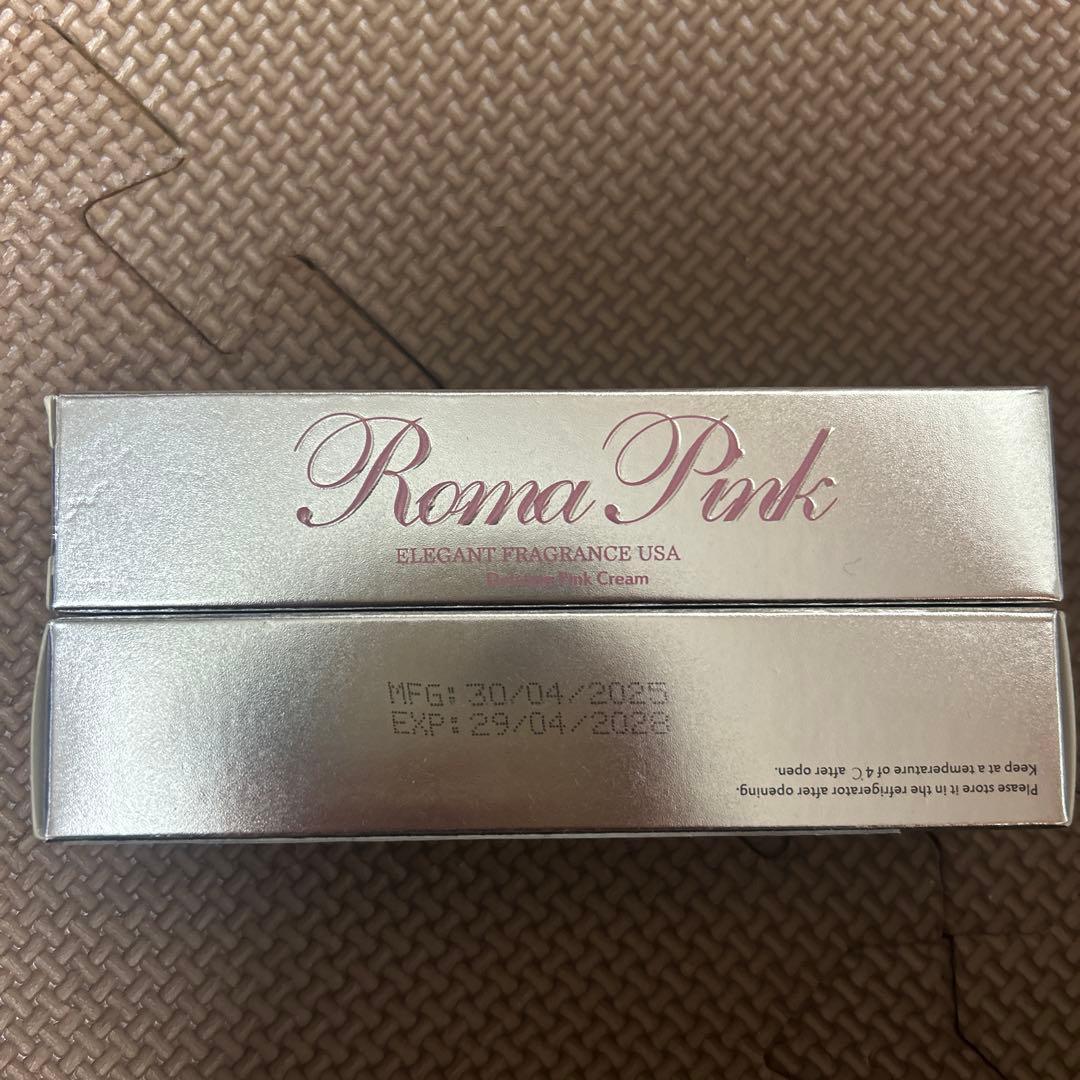 Roma Pink
ELEGANT FRAGRANCE USA
Pink Cream
MFG: 30/04/2025
EXP: 29/04/2028
Please store it in the refrigerator after opening.
Keep at a temperature of 4℃ after open.